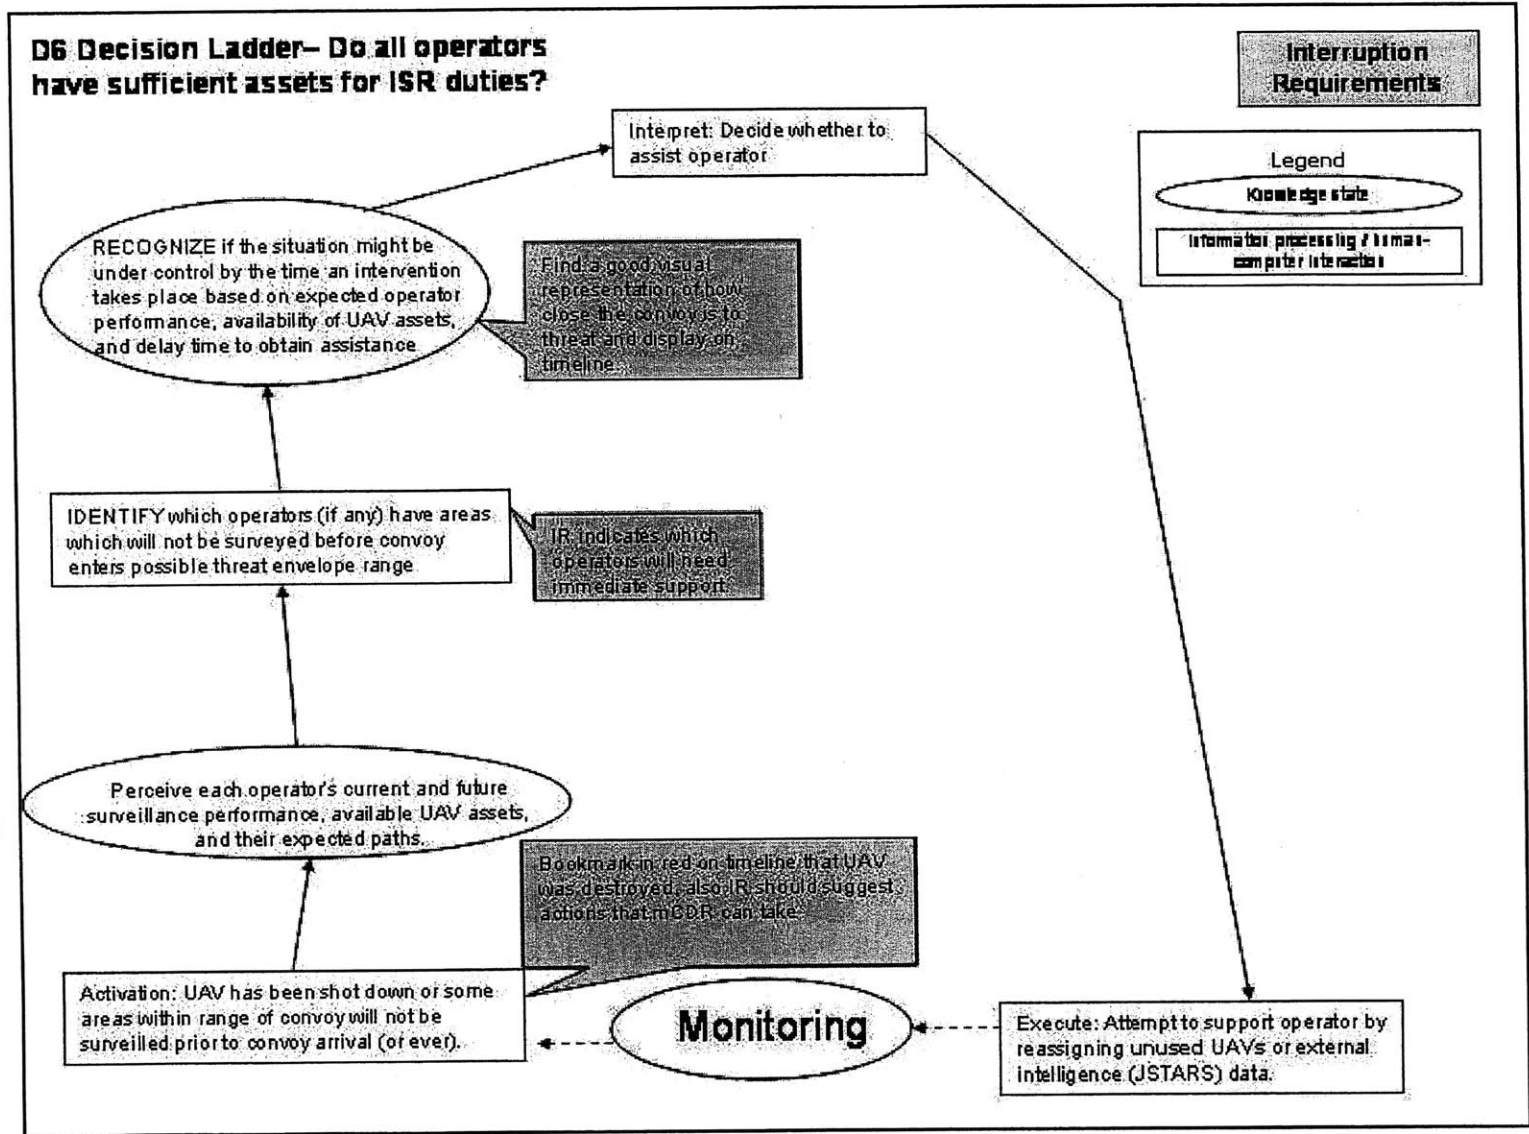 D6 Decision Ladder– Do all operators
have sufficient assets for ISR duties?
Interruption
Requirements
Legend
Knowledge state
Information processing / human-
computer interaction
Interpret: Decide whether to
assist operator
RECOGNIZE if the situation might be
under control by the time an intervention
takes place based on expected operator
performance, availability of UAV assets,
and delay time to obtain assistance
Find a good visual
representation of how
close the convoy is to
threat and display on
timeline.
IDENTIFY which operators (if any) have areas
which will not be surveyed before convoy
enters possible threat envelope range
IR indicates which
operators will need
immediate support.
Perceive each operator's current and future
surveillance performance, available UAV assets,
and their expected paths.
Bookmark in red on timeline that UAV
was destroyed, also IR should suggest
actions that mCDR can take
Activation: UAV has been shot down or some
areas within range of convoy will not be
surveilled prior to convoy arrival (or ever).
Monitoring
Execute: Attempt to support operator by
reassigning unused UAVs or external
intelligence (JSTARS) data.